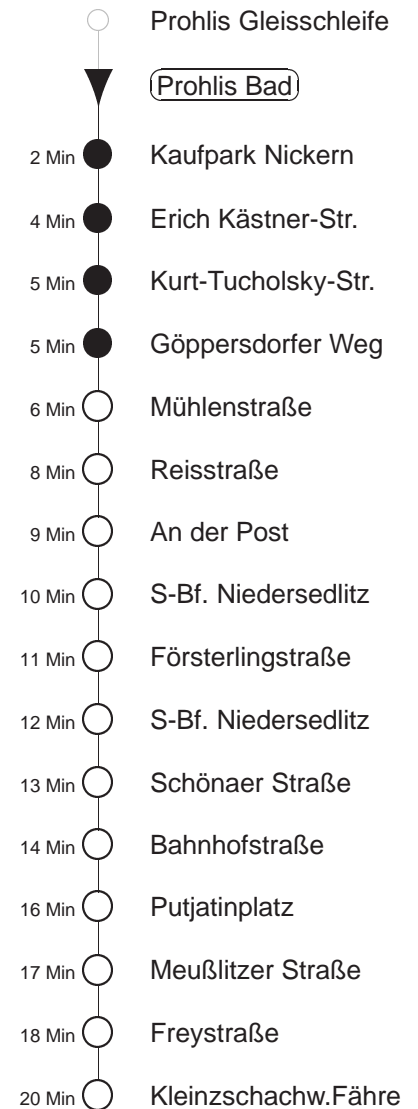 Prohlis Gleisschleife
Prohlis Bad
2 Min Kaufpark Nickern
4 Min Erich Kästner-Str.
5 Min Kurt-Tucholsky-Str.
5 Min Göppersdorfer Weg
6 Min Mühlenstraße
8 Min Reisstraße
9 Min An der Post
10 Min S-Bf. Niedersedlitz
11 Min Försterlingstraße
12 Min S-Bf. Niedersedlitz
13 Min Schönaer Straße
14 Min Bahnhofstraße
16 Min Putjatinplatz
17 Min Meußlitzer Straße
18 Min Freystraße
20 Min Kleinzschachw.Fähre